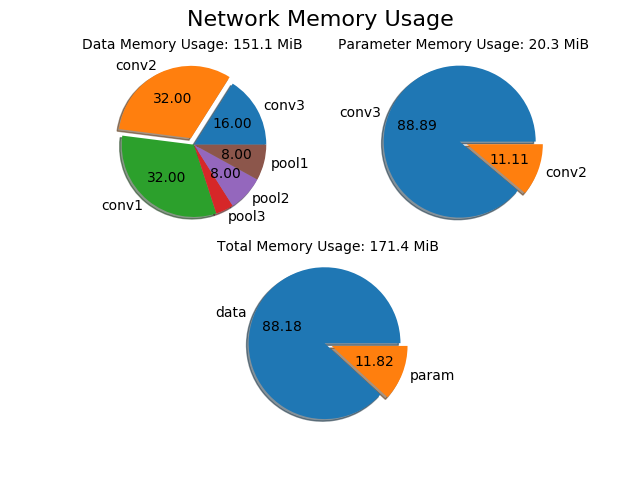 Network Memory Usage
Data Memory Usage: 151.1 MiB
conv2
32.00
conv3
16.00
8.00
pool1
8.00
pool2
32.00
conv1
pool3
Parameter Memory Usage: 20.3 MiB
conv3
88.89
11.11
conv2
Total Memory Usage: 171.4 MiB
data
88.18
11.82
param